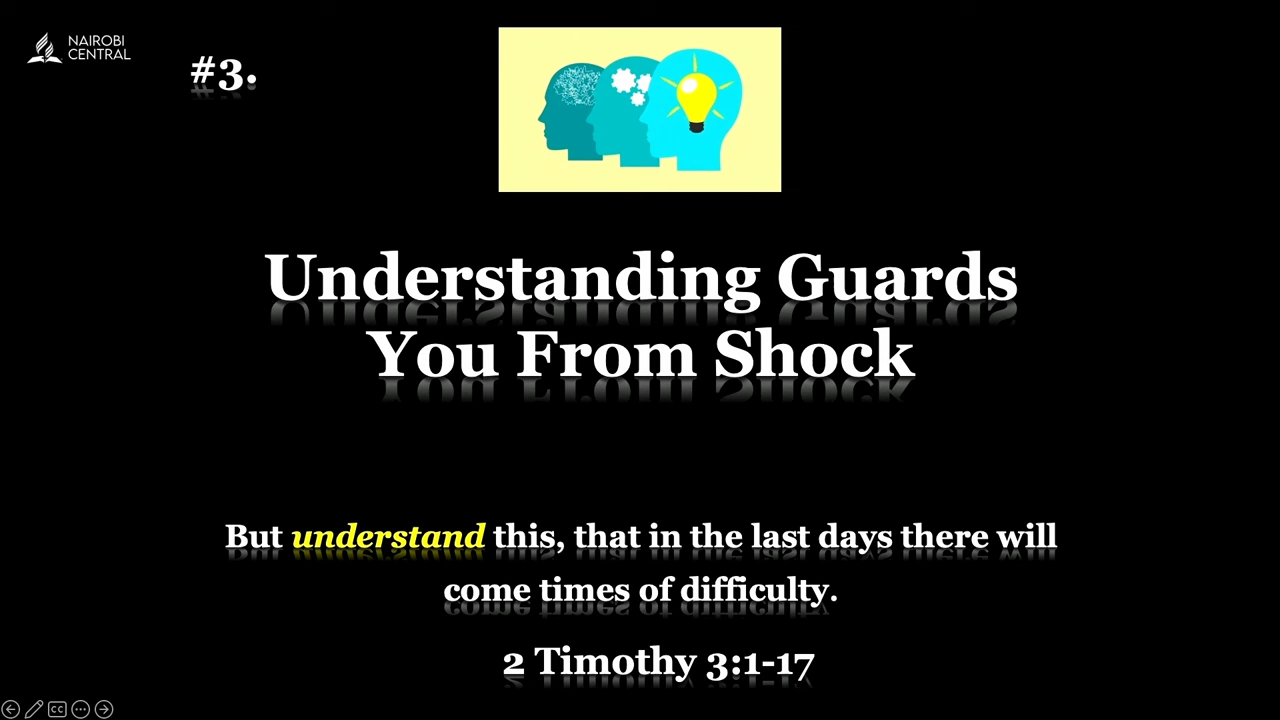 NAIROBI
CENTRAL
#3.
Understanding Guards
You From Shock
But understand this, that in the last days there will
come times of difficulty.
2 Timothy 3:1-17
CC